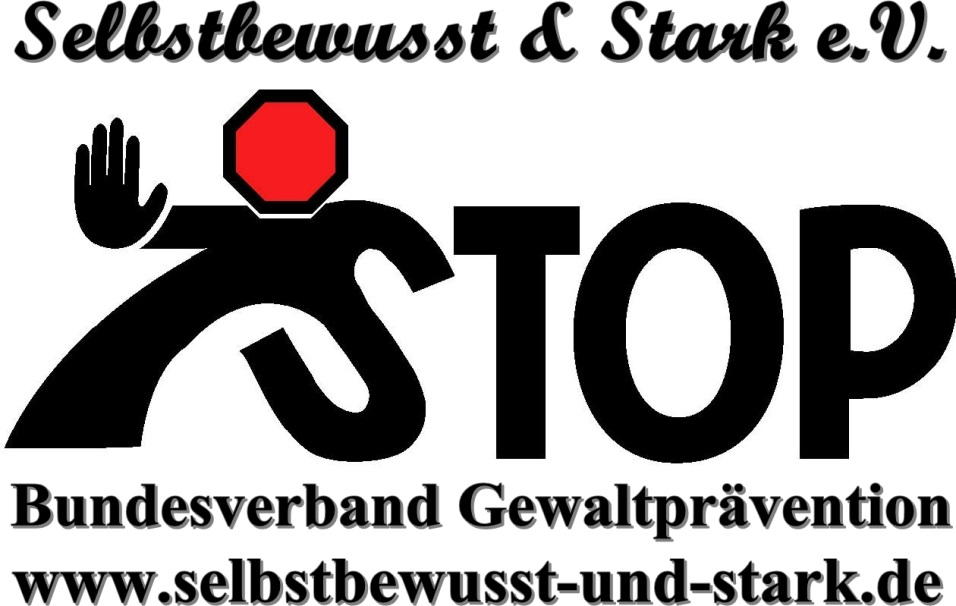 Selbstbewusst & Stark e.V.
STOP
Bundesverband Gewaltprävention
www.selbstbewusst-und-stark.de